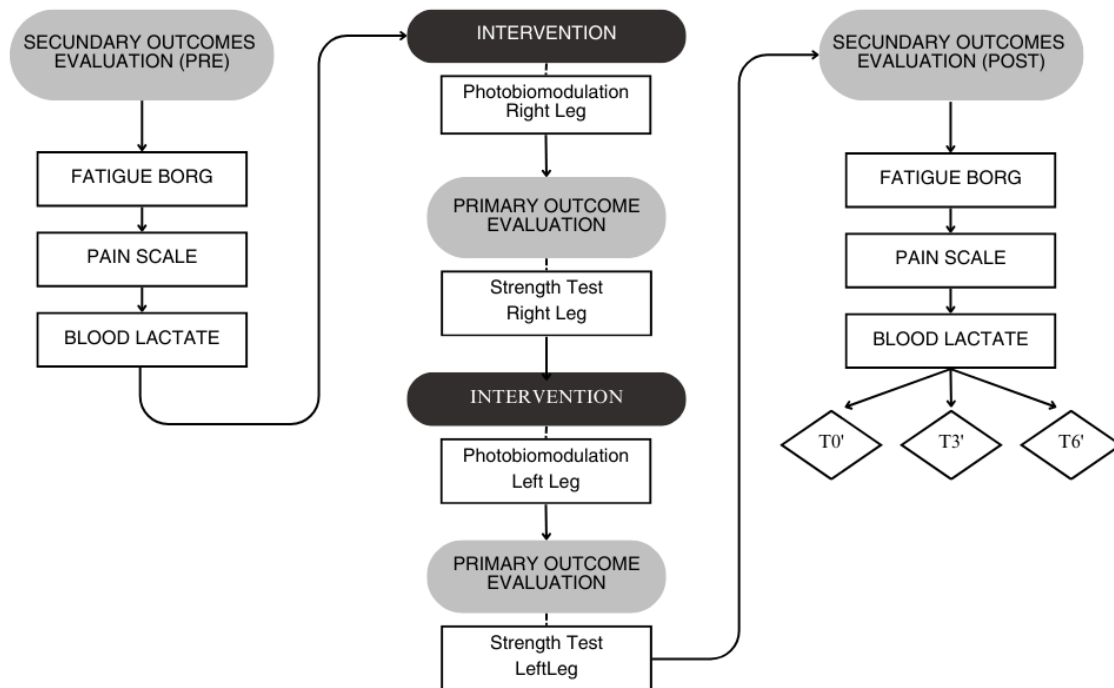 SECUNDARY OUTCOMES
EVALUATION (PRE)
FATIGUE BORG
PAIN SCALE
BLOOD LACTATE
INTERVENTION
Photobiomodulation
Right Leg
PRIMARY OUTCOME
EVALUATION
Strength Test
Right Leg
INTERVENTION
Photobiomodulation
Left Leg
PRIMARY OUTCOME
EVALUATION
Strength Test
LeftLeg
SECUNDARY OUTCOMES
EVALUATION (POST)
FATIGUE BORG
PAIN SCALE
BLOOD LACTATE
T0'
T3'
T6'